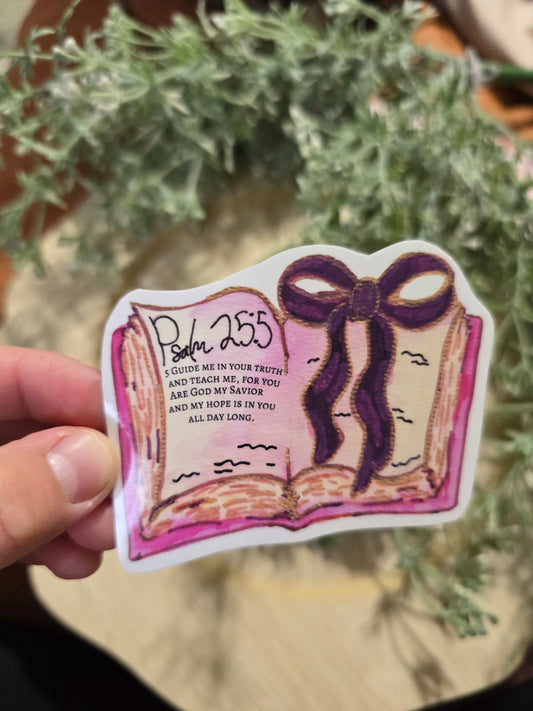 Psalm 25:5
5 Guide me in your truth
and teach me, for you
Are God my Savior
and my hope is in you
all day long.